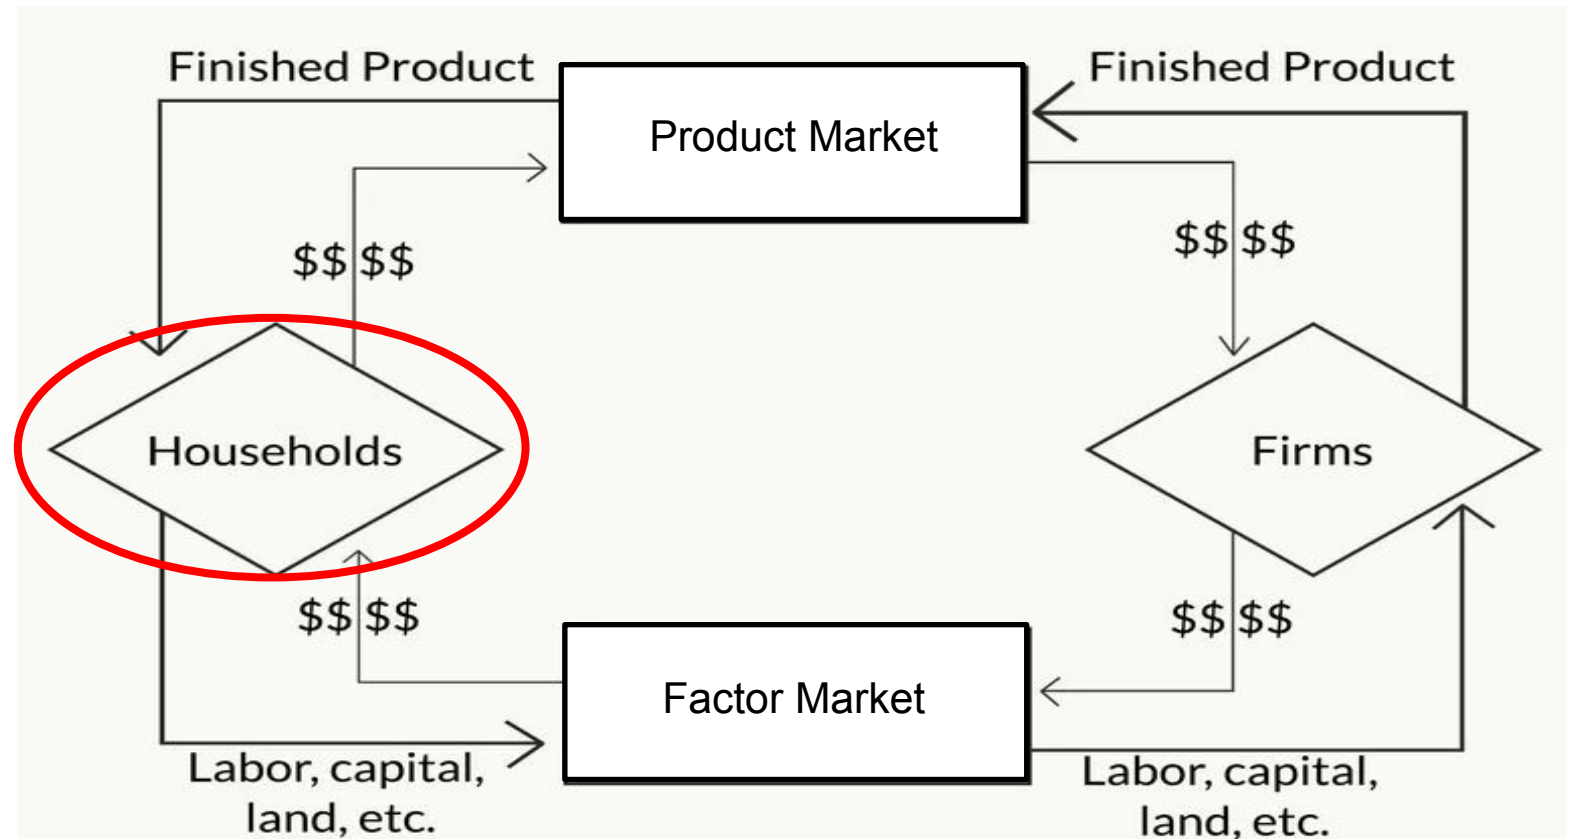 Finished Product
Finished Product
Product Market
$$ $$
$$ $$
Households
Firms
$$ $$
$$ $$
Factor Market
Labor, capital,
land, etc.
Labor, capital,
land, etc.